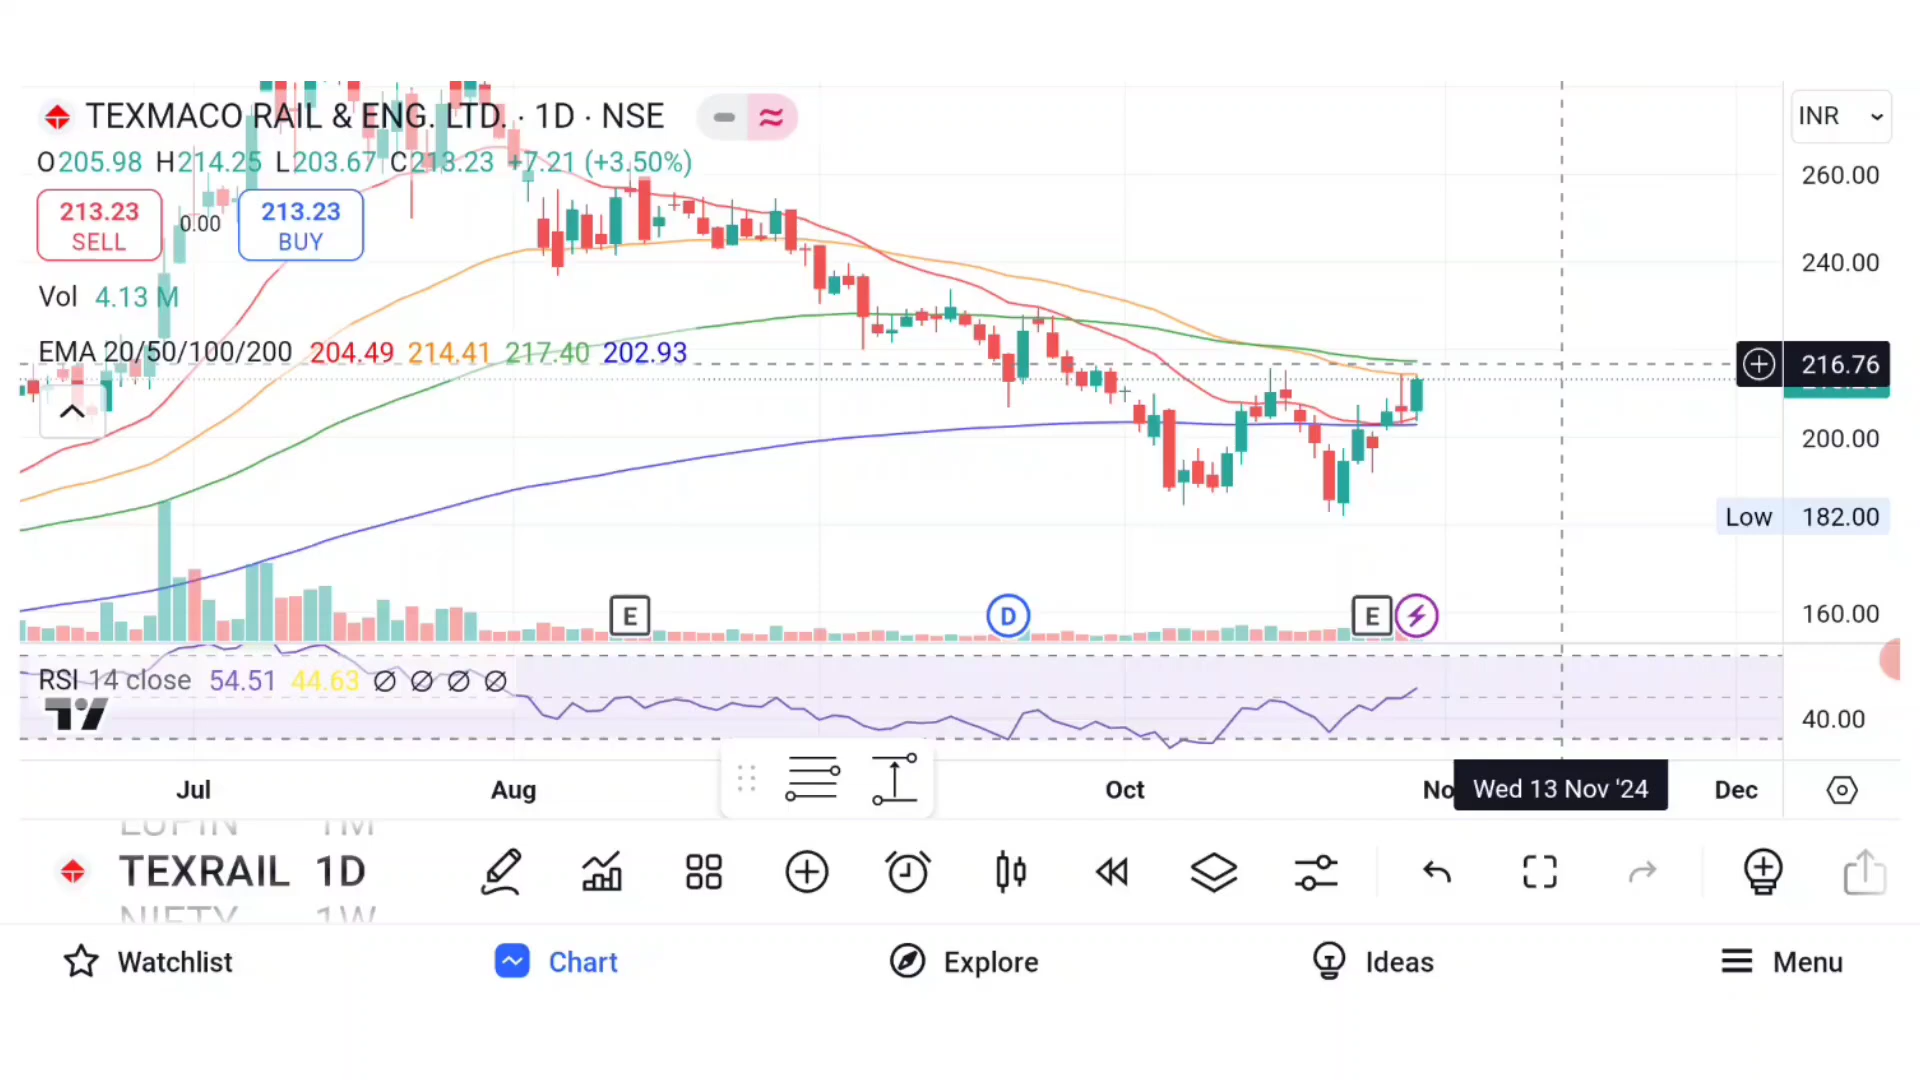 TEXMACO RAIL & ENG. LTD. · 1D · NSE
INR
O205.98 H214.25 L203.67 C213.23 +7.21 (+3.50%)
260.00
213.23
SELL
0.00
213.23
BUY
240.00
Vol 4.13 M
EMA 20/50/100/200 204.49 214.41 217.40 202.93
216.76
200.00
Low 182.00
E
D
E
160.00
RSI 14 close 54.51 44.63 ∅ ∅ ∅ ∅
40.00
Jul
Aug
Oct
No
Wed 13 Nov '24
Dec
LUPIN 1M
TEXRAIL 1D
NIFTY 1W
Watchlist
Chart
Explore
Ideas
Menu